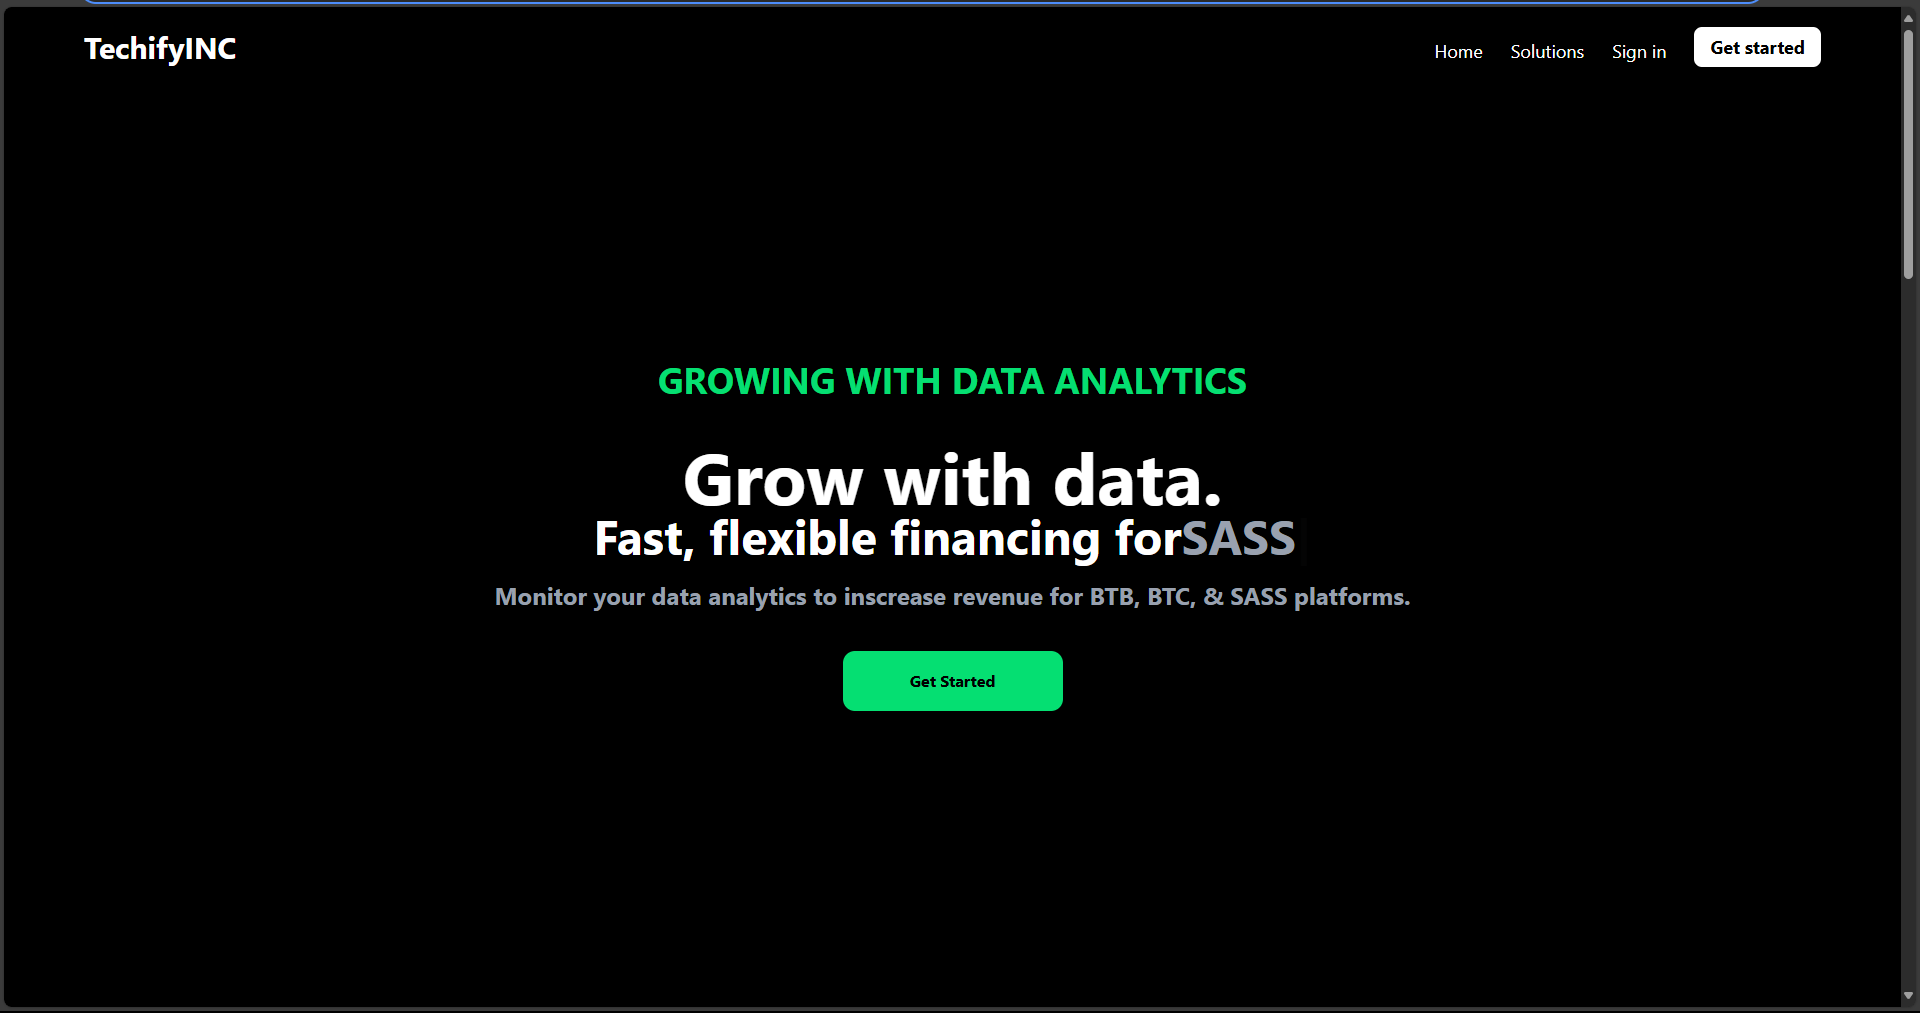 TechifyINC
Home Solutions Sign in Get started
GROWING WITH DATA ANALYTICS
Grow with data.
Fast, flexible financing forSASS
Monitor your data analytics to inscrease revenue for BTB, BTC, & SASS platforms.
Get Started